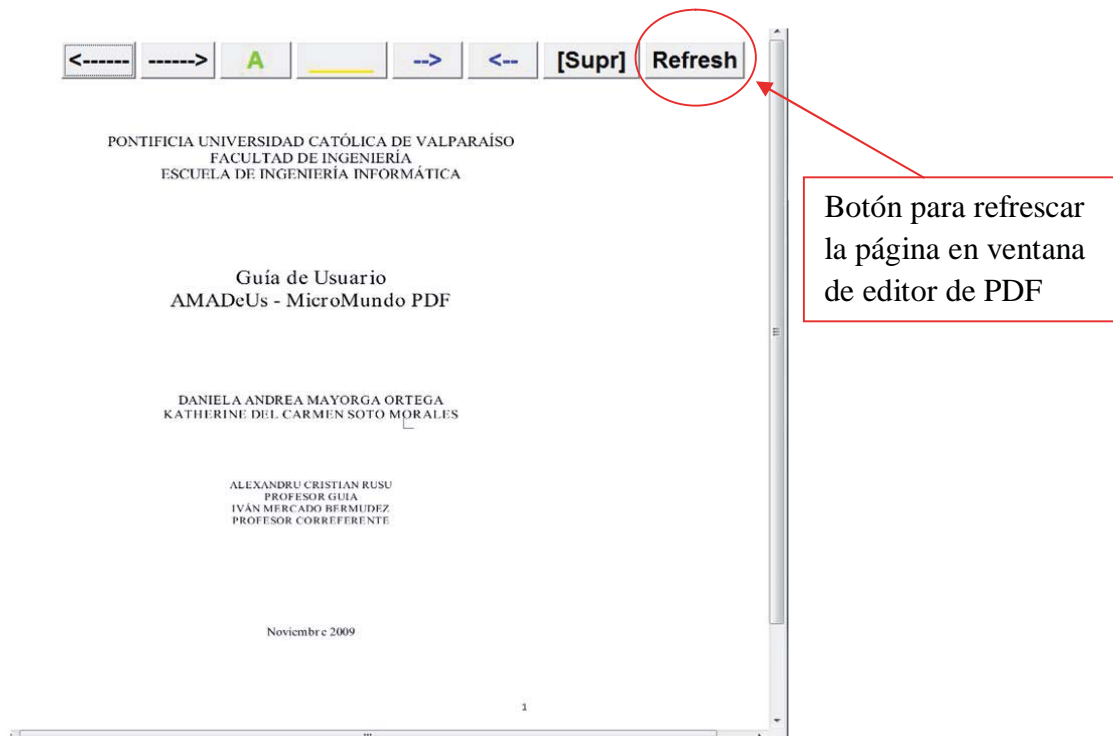 <------ ------> A --> <-- [Supr] Refresh
PONTIFICIA UNIVERSIDAD CATÓLICA DE VALPARAÍSO
FACULTAD DE INGENIERÍA
ESCUELA DE INGENIERÍA INFORMÁTICA
Botón para refrescar
la página en ventana
de editor de PDF
Guía de Usuario
AMADeUs - MicroMundo PDF
DANIELA ANDREA MAYORGA ORTEGA
KATHERINE DEL CARMEN SOTO MORALES
ALEXANDRU CRISTIAN RUSU
PROFESOR GUIA
IVÁN MERCADO BERMUDEZ
PROFESOR CORREFERENTE
Noviembre 2009
1